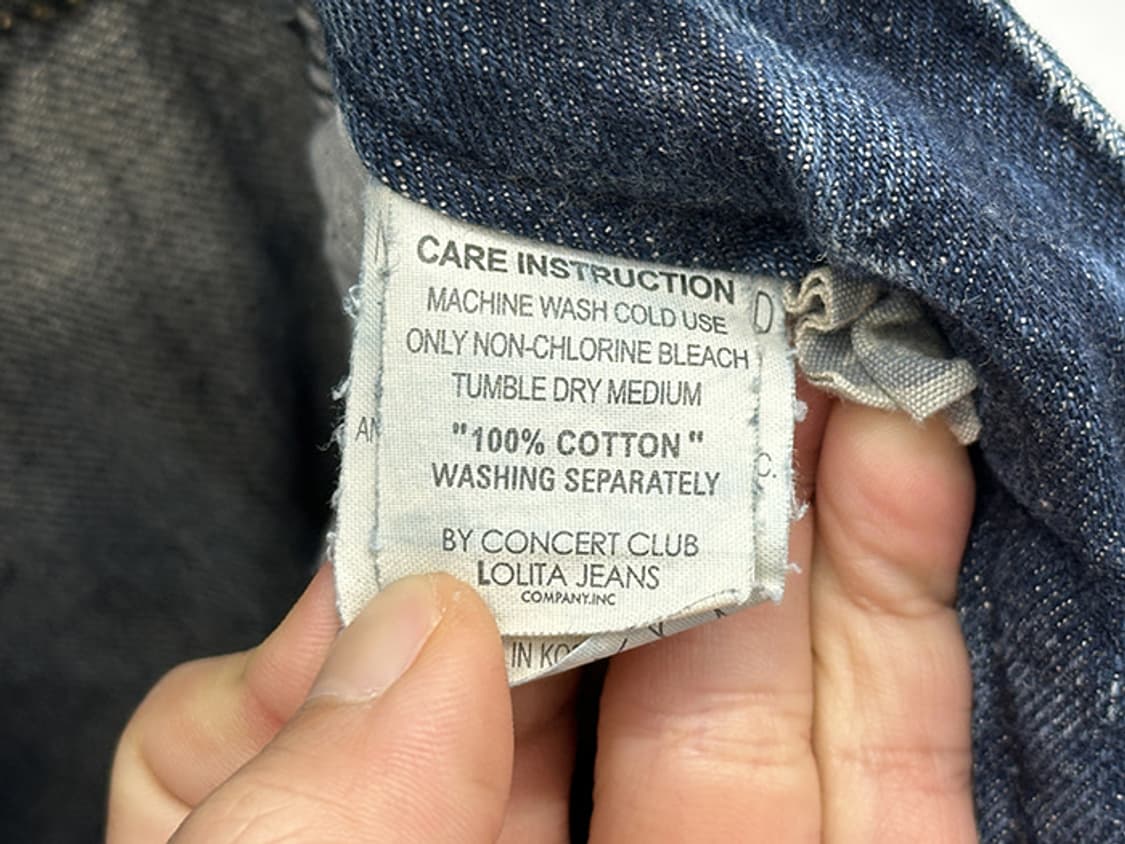 CARE INSTRUCTION
MACHINE WASH COLD USE
ONLY NON-CHLORINE BLEACH
TUMBLE DRY MEDIUM
"100% COTTON"
WASHING SEPARATELY
BY CONCERT CLUB
LOLITA JEANS
COMPANY.INC
IN